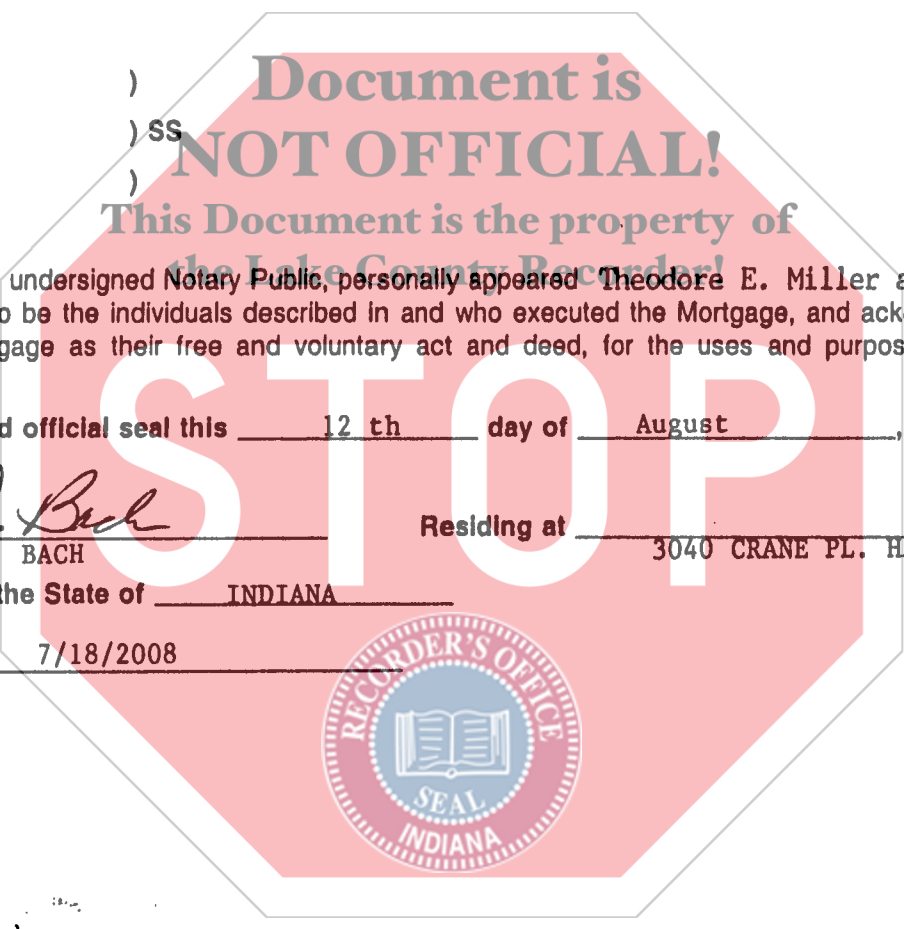 )
) SS
)
Document is
NOT OFFICIAL!
This Document is the property of
the Lake County Recorder!
undersigned Notary Public, personally appeared Theodore E. Miller a
o be the individuals described in and who executed the Mortgage, and ack
gage as their free and voluntary act and deed, for the uses and purpos
d official seal this 12 th day of August,
. Bach
BACH
Residing at
3040 CRANE PL. H
the State of INDIANA
7/18/2008
STOP
RECORDER'S OFFICE
SEAL
INDIANA